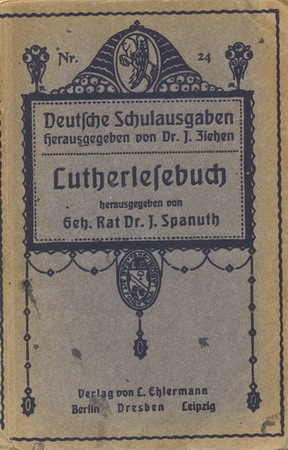 Nr. 24
Deutſche Schulausgaben
Herausgegeben von Dr. J. Ziehen
Lutherleſebuch
herausgegeben von
Geh. Rat Dr. J. Spanuth
Verlag von L. Ehlermann
Berlin Dresden Leipzig